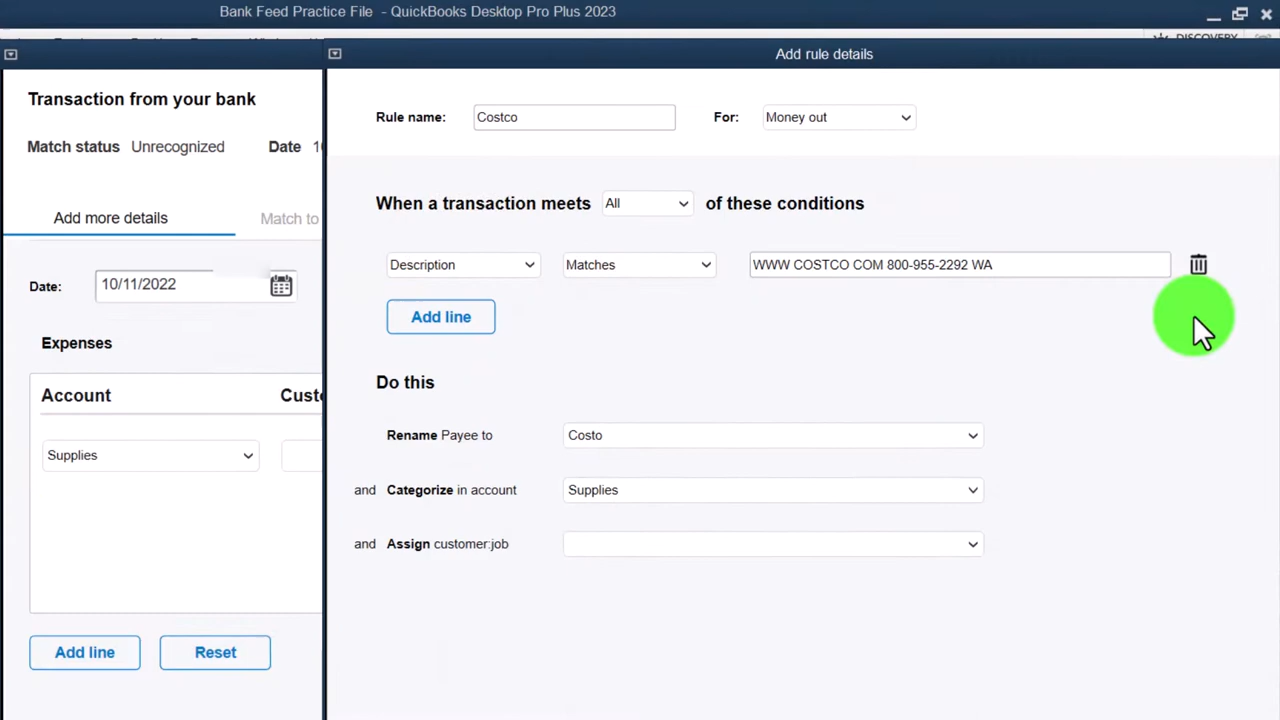 Bank Feed Practice File - QuickBooks Desktop Pro Plus 2023
DISCOVERY
Add rule details
Transaction from your bank
Match status Unrecognized Date
Add more details
Match to
Date: 10/11/2022
Expenses
Account
Supplies
Add line
Reset
Rule name: Costco For: Money out
When a transaction meets All of these conditions
Description Matches WWW COSTCO COM 800-955-2292 WA
Add line
Do this
Rename Payee to Costo
and Categorize in account Supplies
and Assign customer:job